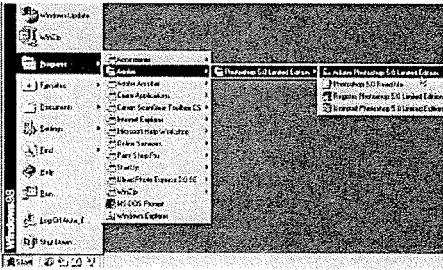 Windows Update
WinZip
Programs
Favorites
Documents
Settings
Find
Help
Run...
Log Off
Shut Down...
Windows98
Start
Accessories
Adobe
Adobe Acrobat
Canon ScanGear Toolbox CS
Internet Explorer
Microsoft Help Workshop
Online Services
Paint Shop Pro
StartUp
Ulead Photo Express 2.0 SE
WinZip
MS-DOS Prompt
Windows Explorer
Photoshop 5.0 Limited Edition
Adobe Photoshop 5.0 Limited Edition
Photoshop 5.0 ReadMe
Register Photoshop 5.0 Limited Edition
Uninstall Photoshop 5.0 Limited Edition